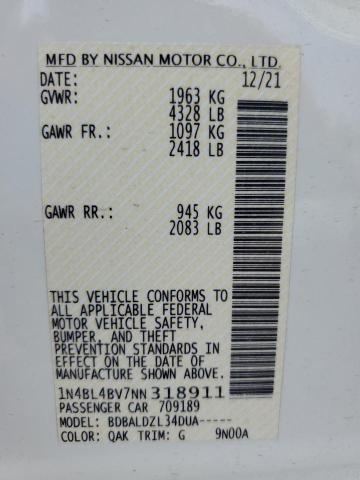 MFD BY NISSAN MOTOR CO., LTD.
DATE: 12/21
GVWR: 1963 KG
4328 LB
GAWR FR.: 1097 KG
2418 LB
GAWR RR.: 945 KG
2083 LB
THIS VEHICLE CONFORMS TO
ALL APPLICABLE FEDERAL
MOTOR VEHICLE SAFETY,
BUMPER, AND THEFT
PREVENTION STANDARDS IN
EFFECT ON THE DATE OF
MANUFACTURE SHOWN ABOVE.
1N4BL4BV7NN318911
PASSENGER CAR 709189
MODEL: BDBALDZL34DUA-----
COLOR: QAK TRIM: G 9N00A